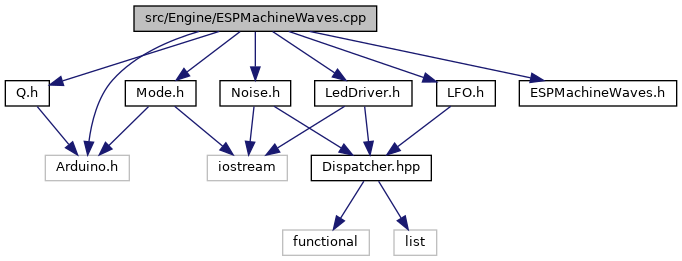 src/Engine/ESPMachineWaves.cpp
Q.h
Mode.h
Noise.h
LedDriver.h
LFO.h
ESPMachineWaves.h
Arduino.h
iostream
Dispatcher.hpp
functional
list